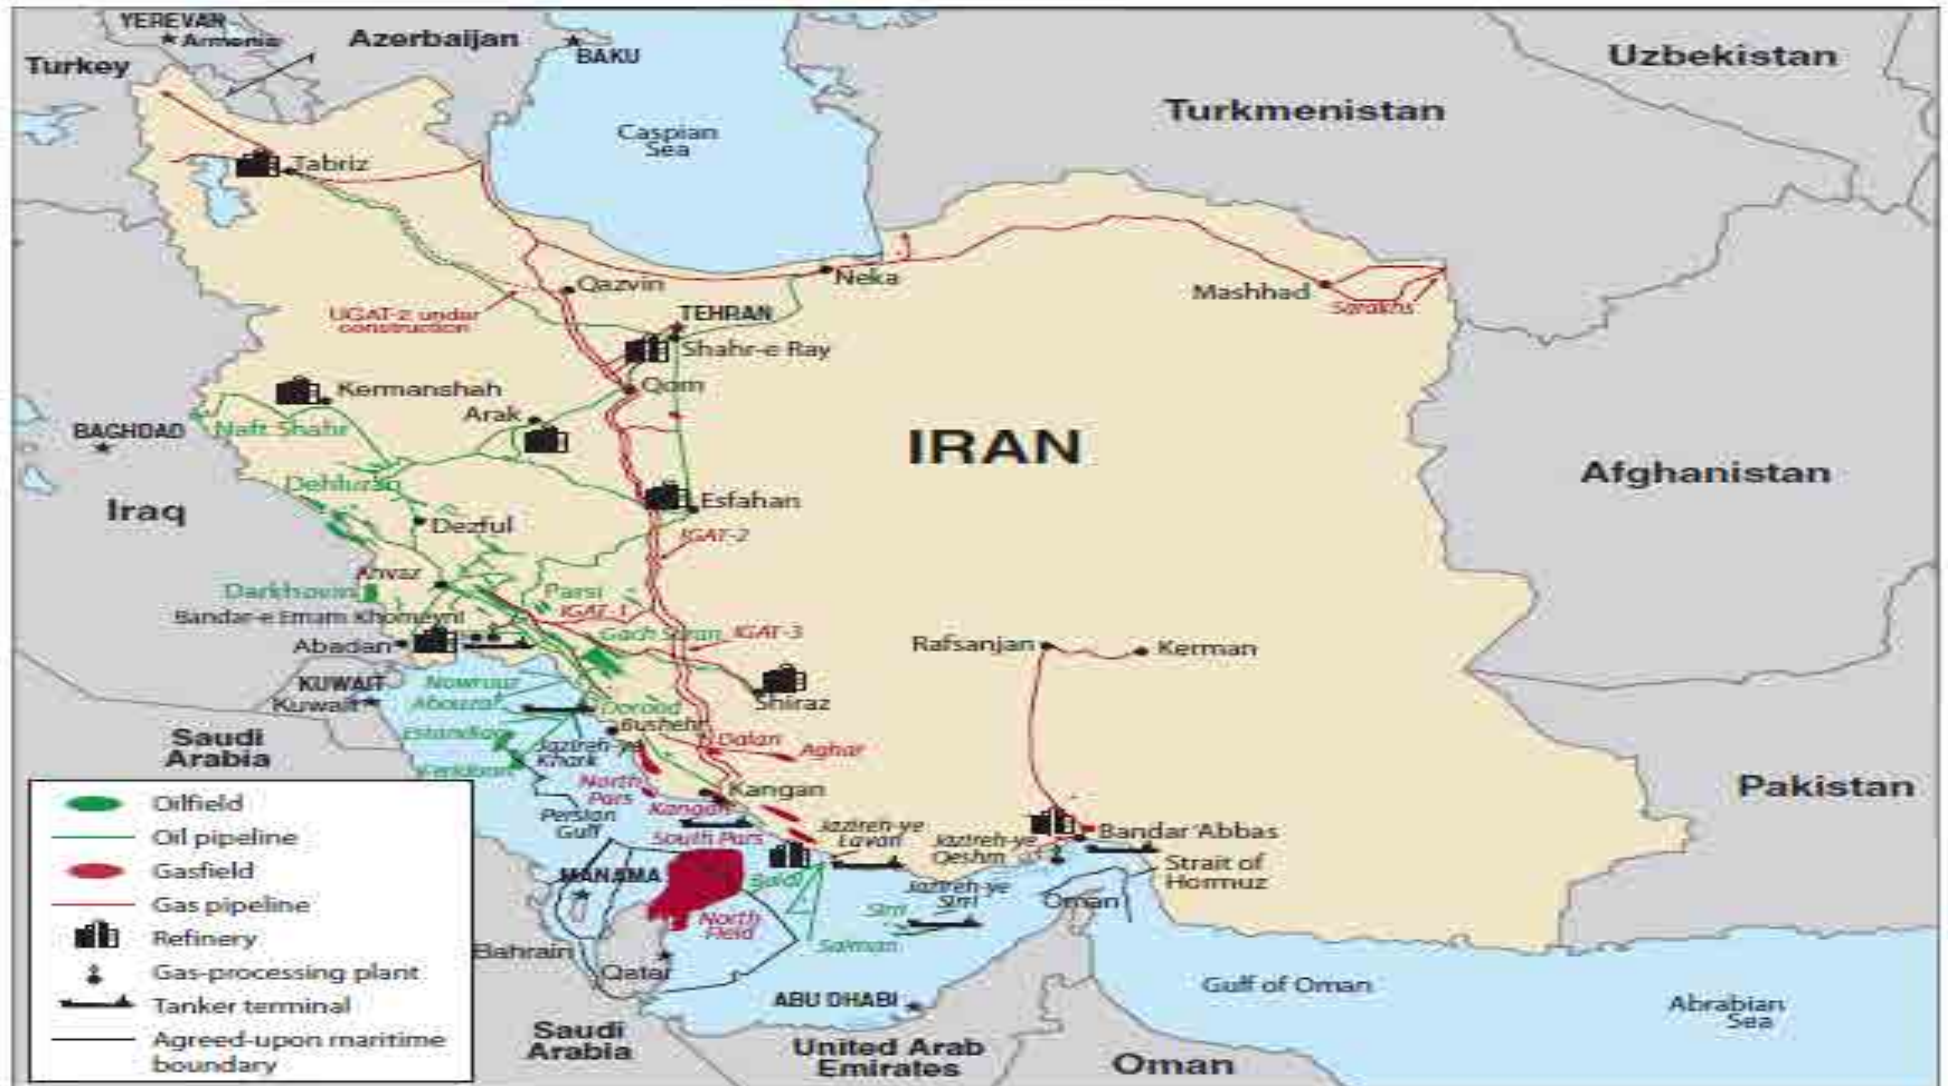 YEREVAN
Armenia
Azerbaijan
BAKU
Turkey
Uzbekistan
Turkmenistan
Caspian
Sea
Tabriz
Qazvin
Neka
Mashhad
Sarakhs
UGAT-2 under
construction
TEHRAN
Shahr-e Ray
Qom
Kermanshah
Arak
Naft Shahr
BAGHDAD
IRAN
Afghanistan
Iraq
Dehluran
Dezful
Esfahan
IGAT-2
Ahvaz
Darkhovin
Parsi
IGAT-1
Bandar-e Emam Khomeyni
Gach Saran
IGAT-3
Abadan
Rafsanjan
Kerman
KUWAIT
Kuwait
Nowruuz
Abouzar
Dorood
Shiraz
Bushehr
Saudi
Arabia
Jazireh-ye
Khark
Dalan
Aghar
Pakistan
North
Pars
Kangan
Kangan
Persian
Gulf
South Pars
Jazireh-ye
Lavan
Jazireh-ye
Qeshm
Bandar 'Abbas
Strait of
Hormuz
MANAMA
Jazireh-ye
Sirri
Oman
North
Field
Sirri
Salman
Bahrain
Qatar
Gulf of Oman
ABU DHABI
Abrabian
Sea
Saudi
Arabia
United Arab
Emirates
Oman
Oilfield
Oil pipeline
Gasfield
Gas pipeline
Refinery
Gas-processing plant
Tanker terminal
Agreed-upon maritime
boundary